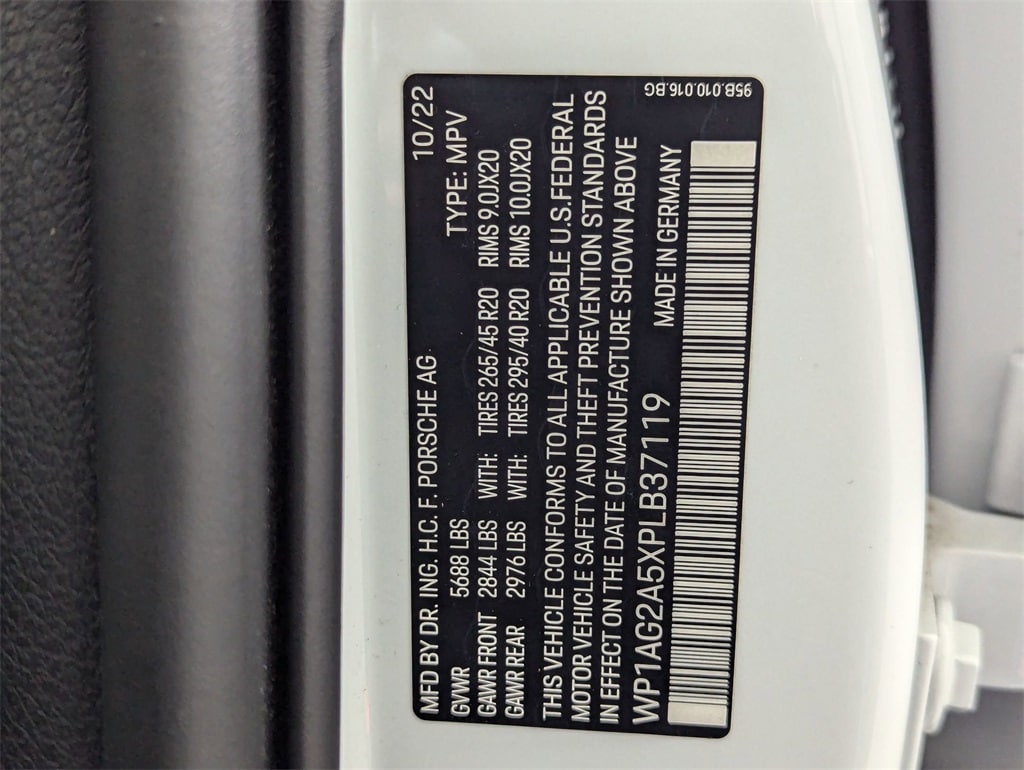 MFD BY DR. ING. H.C. F. PORSCHE AG 10/22
GVWR 5688 LBS TYPE: MPV
GAWR FRONT 2844 LBS WITH: TIRES 265/45 R20 RIMS 9.0JX20
GAWR REAR 2976 LBS WITH: TIRES 295/40 R20 RIMS 10.0JX20
THIS VEHICLE CONFORMS TO ALL APPLICABLE U.S.FEDERAL
MOTOR VEHICLE SAFETY AND THEFT PREVENTION STANDARDS
IN EFFECT ON THE DATE OF MANUFACTURE SHOWN ABOVE
WP1AG2A5XPLB37119 MADE IN GERMANY
95B.010.016.BG